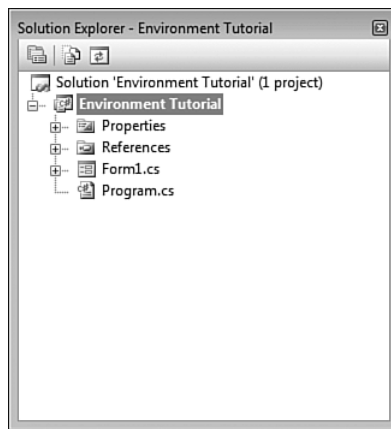 Solution Explorer - Environment Tutorial
Solution 'Environment Tutorial' (1 project)
Environment Tutorial
Properties
References
Form1.cs
Program.cs